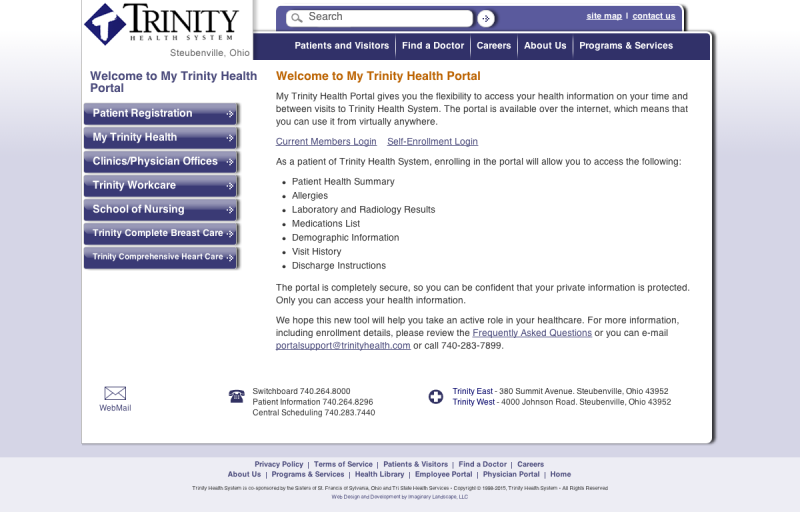 TRINITY
HEALTH SYSTEM
Steubenville, Ohio
Search
site map | contact us
Patients and Visitors
Find a Doctor
Careers
About Us
Programs & Services
Welcome to My Trinity Health
Portal
Patient Registration
My Trinity Health
Clinics/Physician Offices
Trinity Workcare
School of Nursing
Trinity Complete Breast Care
Trinity Comprehensive Heart Care
Welcome to My Trinity Health Portal
My Trinity Health Portal gives you the flexibility to access your health information on your time and
between visits to Trinity Health System. The portal is available over the internet, which means that
you can use it from virtually anywhere.
Current Members Login Self-Enrollment Login
As a patient of Trinity Health System, enrolling in the portal will allow you to access the following:
• Patient Health Summary
• Allergies
• Laboratory and Radiology Results
• Medications List
• Demographic Information
• Visit History
• Discharge Instructions
The portal is completely secure, so you can be confident that your private information is protected.
Only you can access your health information.
We hope this new tool will help you take an active role in your healthcare. For more information,
including enrollment details, please review the Frequently Asked Questions or you can e-mail
portalsupport@trinityhealth.com or call 740-283-7899.
WebMail
Switchboard 740.264.8000
Patient Information 740.264.8296
Central Scheduling 740.283.7440
Trinity East - 380 Summit Avenue. Steubenville, Ohio 43952
Trinity West - 4000 Johnson Road. Steubenville, Ohio 43952
Privacy Policy | Terms of Service | Patients & Visitors | Find a Doctor | Careers
About Us | Programs & Services | Health Library | Employee Portal | Physician Portal | Home
Trinity Health System is co-sponsored by the Sisters of St. Francis of Sylvania, Ohio and Tri State Health Services - Copyright © 1998-2015, Trinity Health System - All Rights Reserved
Web Design and Development by Imaginary Landscape, LLC